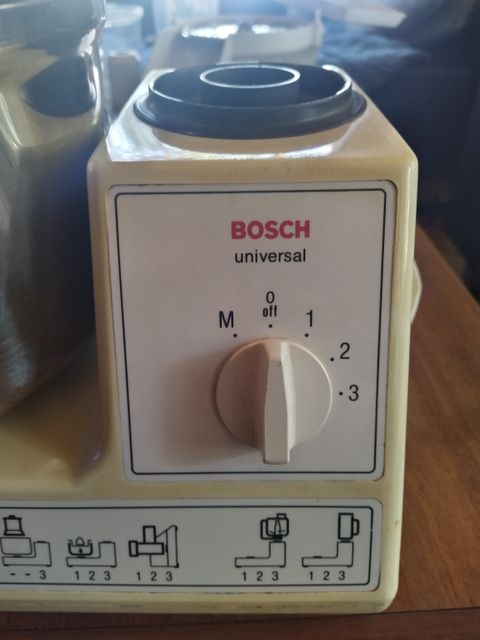 BOSCH
universal
0
off
M
1
2
3
- - 3
1 2 3
1 2 3
1 2 3
1 2 3